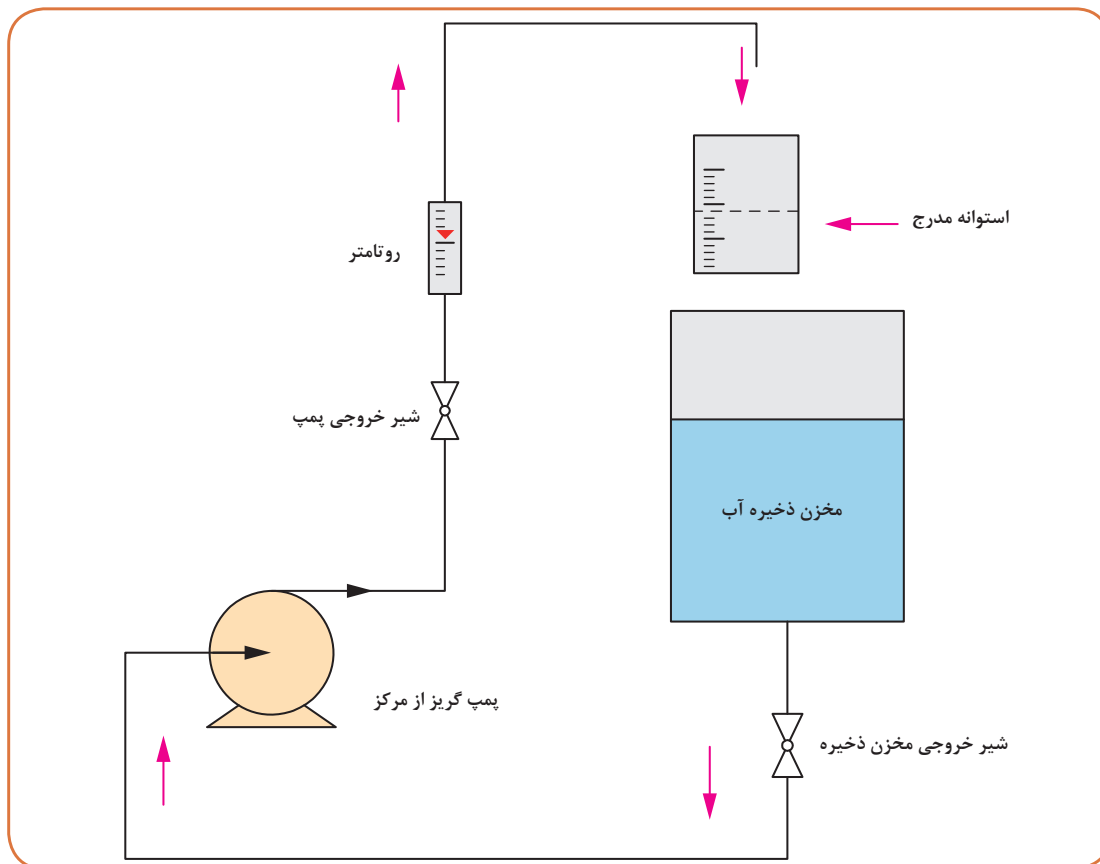 استوانه مدرج
روتامتر
شیر خروجی پمپ
مخزن ذخیره آب
پمپ گریز از مرکز
شیر خروجی مخزن ذخیره